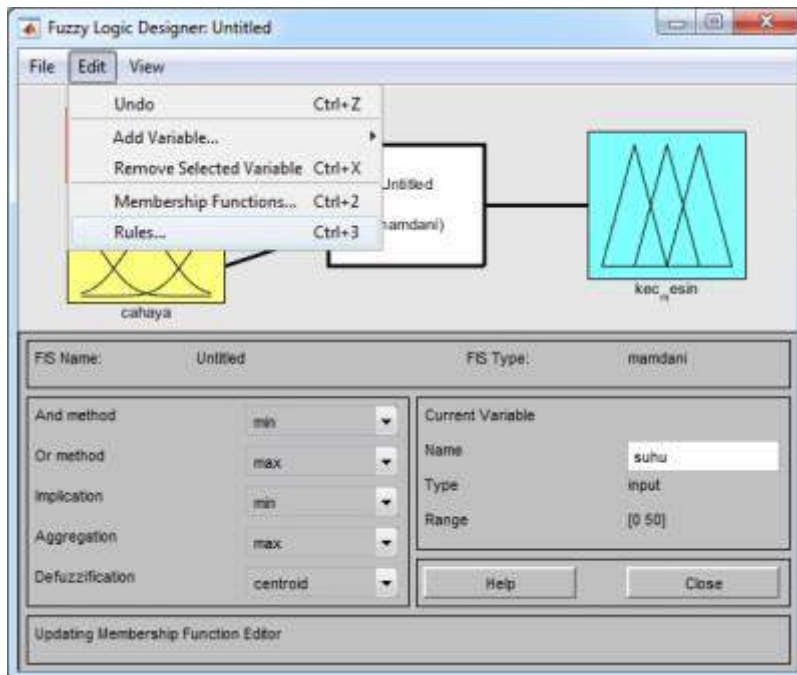 Fuzzy Logic Designer: Untitled
File Edit View
Undo Ctrl+Z
Add Variable...
Remove Selected Variable Ctrl+X
Membership Functions... Ctrl+2
Rules... Ctrl+3
Untitled
mamdani)
cahaya
kec_mesin
FIS Name: Untitled FIS Type: mamdani
And method min
Or method max
Implication min
Aggregation max
Defuzzification centroid
Current Variable
Name suhu
Type input
Range [0 50]
Help Close
Updating Membership Function Editor